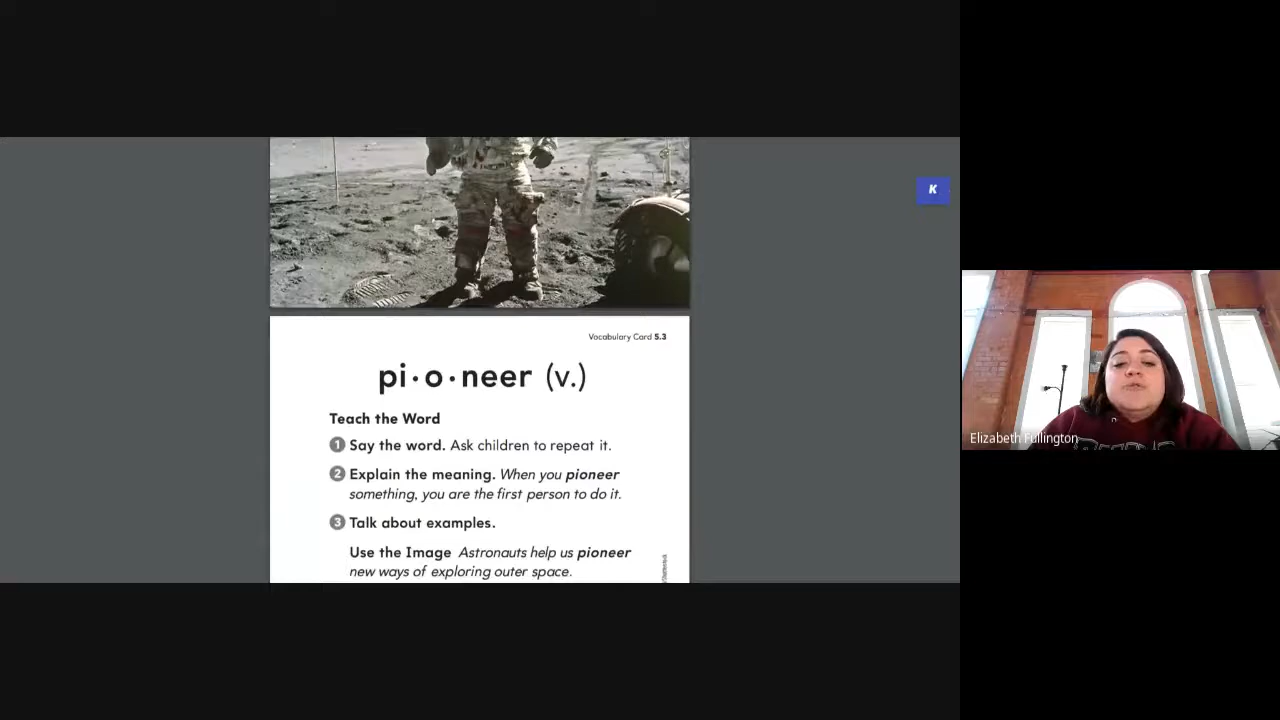 K
Vocabulary Card 5.3
pi·o·neer (v.)
Teach the Word
1 Say the word. Ask children to repeat it.
2 Explain the meaning. When you pioneer
something, you are the first person to do it.
3 Talk about examples.
Use the Image Astronauts help us pioneer
new ways of exploring outer space.
Elizabeth Fullington